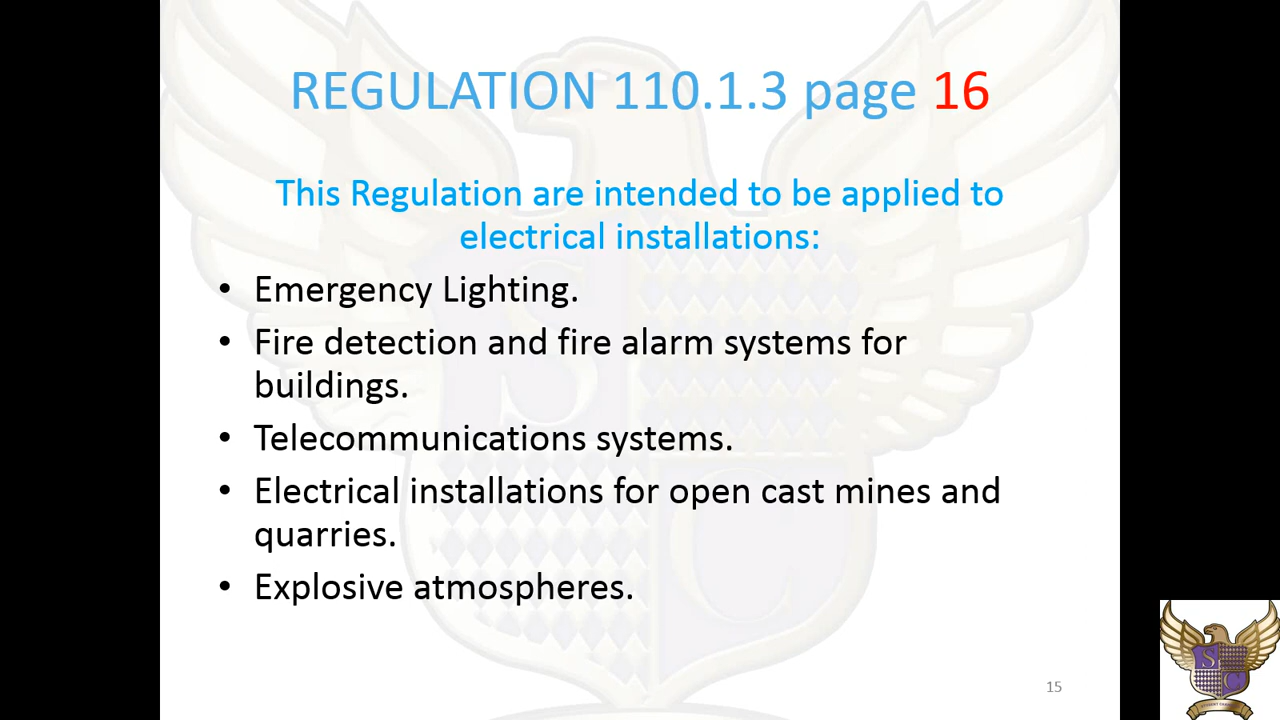 REGULATION 110.1.3 page 16
This Regulation are intended to be applied to
electrical installations:
• Emergency Lighting.
• Fire detection and fire alarm systems for
buildings.
• Telecommunications systems.
• Electrical installations for open cast mines and
quarries.
• Explosive atmospheres.
15
S
C